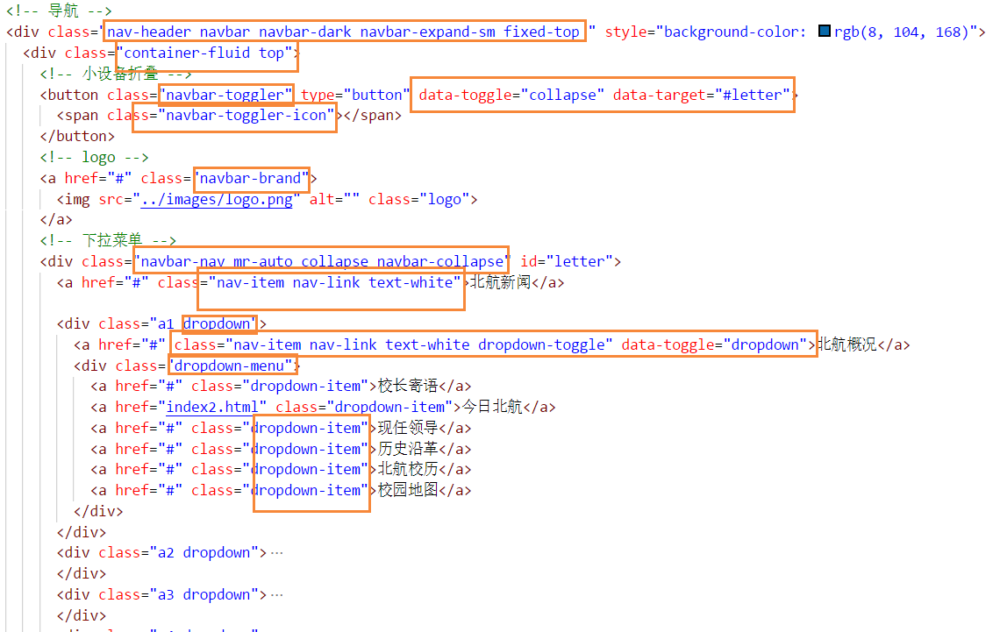 <!-- 导航 -->
<div class="nav-header navbar navbar-dark navbar-expand-sm fixed-top " style="background-color: rgb(8, 104, 168)">
<div class="container-fluid top">
<!-- 小设备折叠 -->
<button class="navbar-toggler" type="button" data-toggle="collapse" data-target="#letter">
<span class="navbar-toggler-icon"></span>
</button>
<!-- logo -->
<a href="#" class="navbar-brand">
<img src="../images/logo.png" alt="" class="logo">
</a>
<!-- 下拉菜单 -->
<div class="navbar-nav mr-auto collapse navbar-collapse" id="letter">
<a href="#" class="nav-item nav-link text-white">北航新闻</a>
<div class="a1 dropdown">
<a href="#" class="nav-item nav-link text-white dropdown-toggle" data-toggle="dropdown">北航概况</a>
<div class="dropdown-menu">
<a href="#" class="dropdown-item">校长寄语</a>
<a href="index2.html" class="dropdown-item">今日北航</a>
<a href="#" class="dropdown-item">现任领导</a>
<a href="#" class="dropdown-item">历史沿革</a>
<a href="#" class="dropdown-item">北航校历</a>
<a href="#" class="dropdown-item">校园地图</a>
</div>
</div>
<div class="a2 dropdown">…
</div>
<div class="a3 dropdown">…
</div>